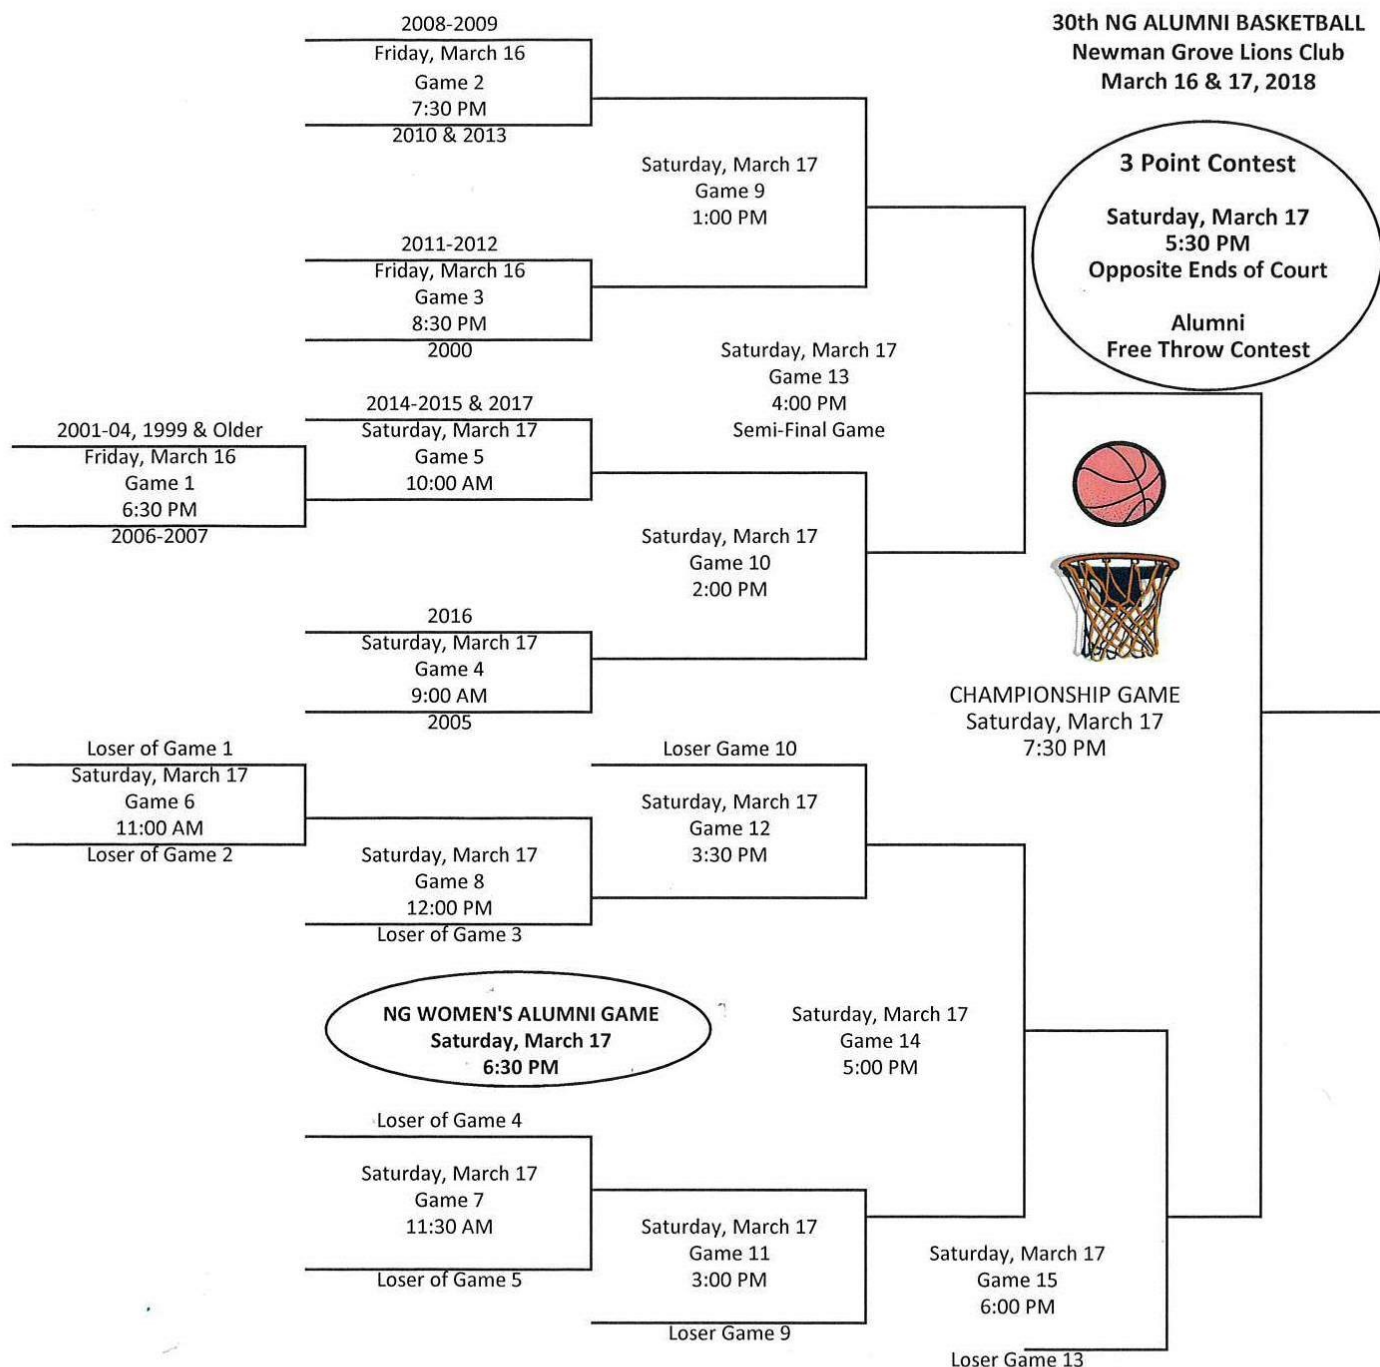 30th NG ALUMNI BASKETBALL
Newman Grove Lions Club
March 16 & 17, 2018
3 Point Contest
Saturday, March 17
5:30 PM
Opposite Ends of Court
Alumni
Free Throw Contest
2008-2009
Friday, March 16
Game 2
7:30 PM
2010 & 2013
Saturday, March 17
Game 9
1:00 PM
2011-2012
Friday, March 16
Game 3
8:30 PM
2000
Saturday, March 17
Game 13
4:00 PM
Semi-Final Game
2014-2015 & 2017
Saturday, March 17
Game 5
10:00 AM
2001-04, 1999 & Older
Friday, March 16
Game 1
6:30 PM
2006-2007
Saturday, March 17
Game 10
2:00 PM
2016
Saturday, March 17
Game 4
9:00 AM
2005
CHAMPIONSHIP GAME
Saturday, March 17
7:30 PM
Loser of Game 1
Saturday, March 17
Game 6
11:00 AM
Loser of Game 2
Loser Game 10
Saturday, March 17
Game 12
3:30 PM
Saturday, March 17
Game 8
12:00 PM
Loser of Game 3
NG WOMEN'S ALUMNI GAME
Saturday, March 17
6:30 PM
Saturday, March 17
Game 14
5:00 PM
Loser of Game 4
Saturday, March 17
Game 7
11:30 AM
Loser of Game 5
Saturday, March 17
Game 11
3:00 PM
Loser Game 9
Saturday, March 17
Game 15
6:00 PM
Loser Game 13